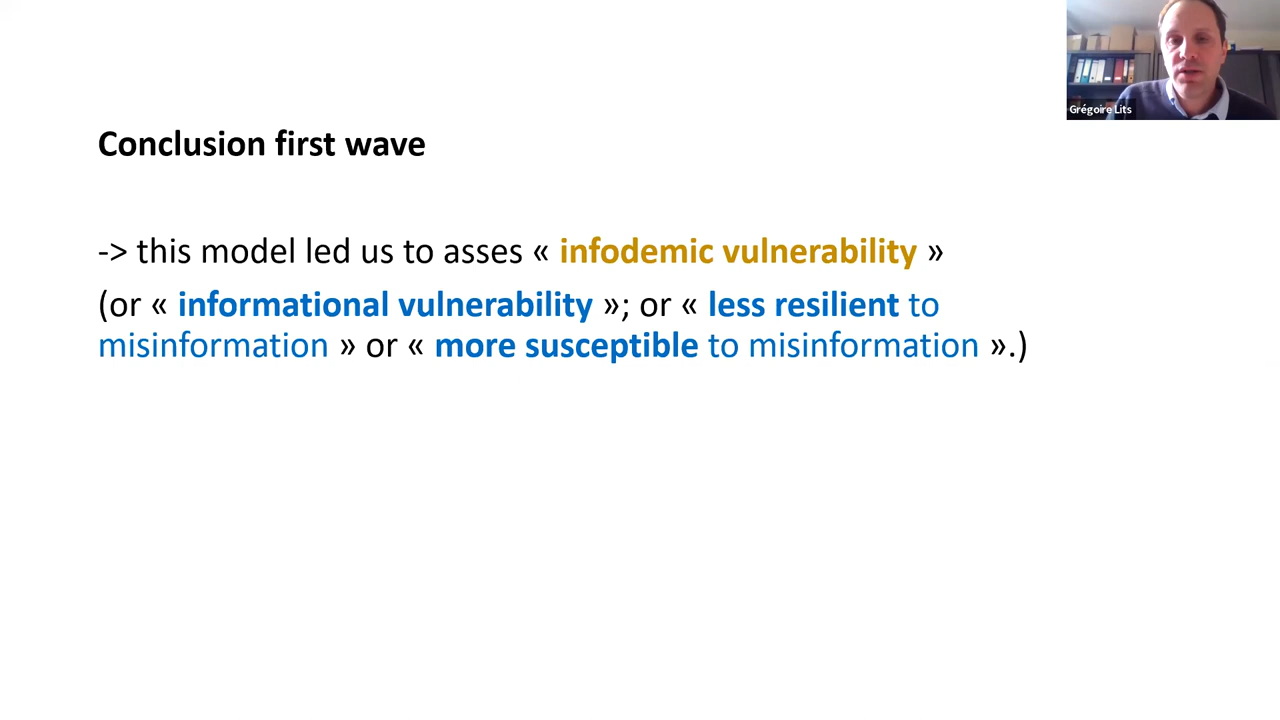 Grégoire Lits
Conclusion first wave
-> this model led us to asses « infodemic vulnerability »
(or « informational vulnerability »; or « less resilient to
misinformation » or « more susceptible to misinformation ».)